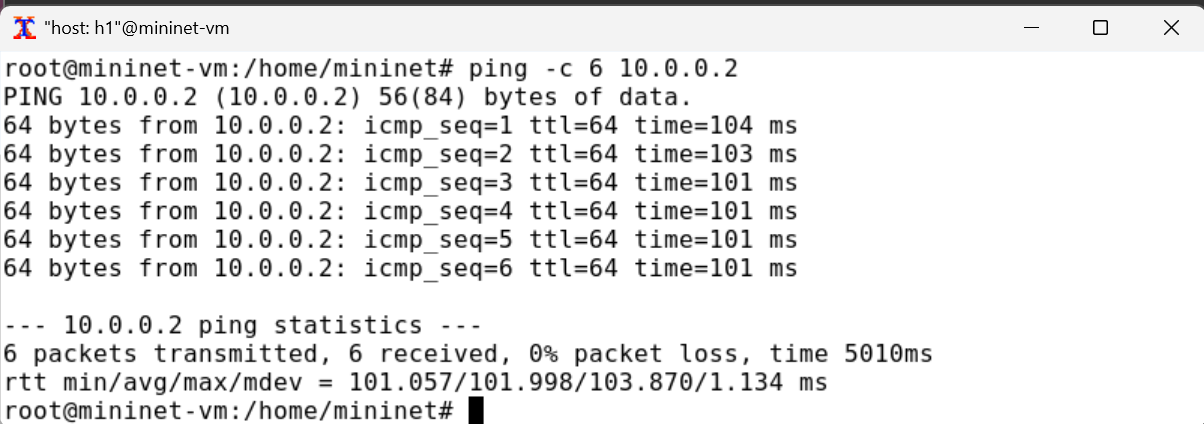 "host: h1"@mininet-vm
root@mininet-vm:/home/mininet# ping -c 6 10.0.0.2
PING 10.0.0.2 (10.0.0.2) 56(84) bytes of data.
64 bytes from 10.0.0.2: icmp_seq=1 ttl=64 time=104 ms
64 bytes from 10.0.0.2: icmp_seq=2 ttl=64 time=103 ms
64 bytes from 10.0.0.2: icmp_seq=3 ttl=64 time=101 ms
64 bytes from 10.0.0.2: icmp_seq=4 ttl=64 time=101 ms
64 bytes from 10.0.0.2: icmp_seq=5 ttl=64 time=101 ms
64 bytes from 10.0.0.2: icmp_seq=6 ttl=64 time=101 ms

--- 10.0.0.2 ping statistics ---
6 packets transmitted, 6 received, 0% packet loss, time 5010ms
rtt min/avg/max/mdev = 101.057/101.998/103.870/1.134 ms
root@mininet-vm:/home/mininet#